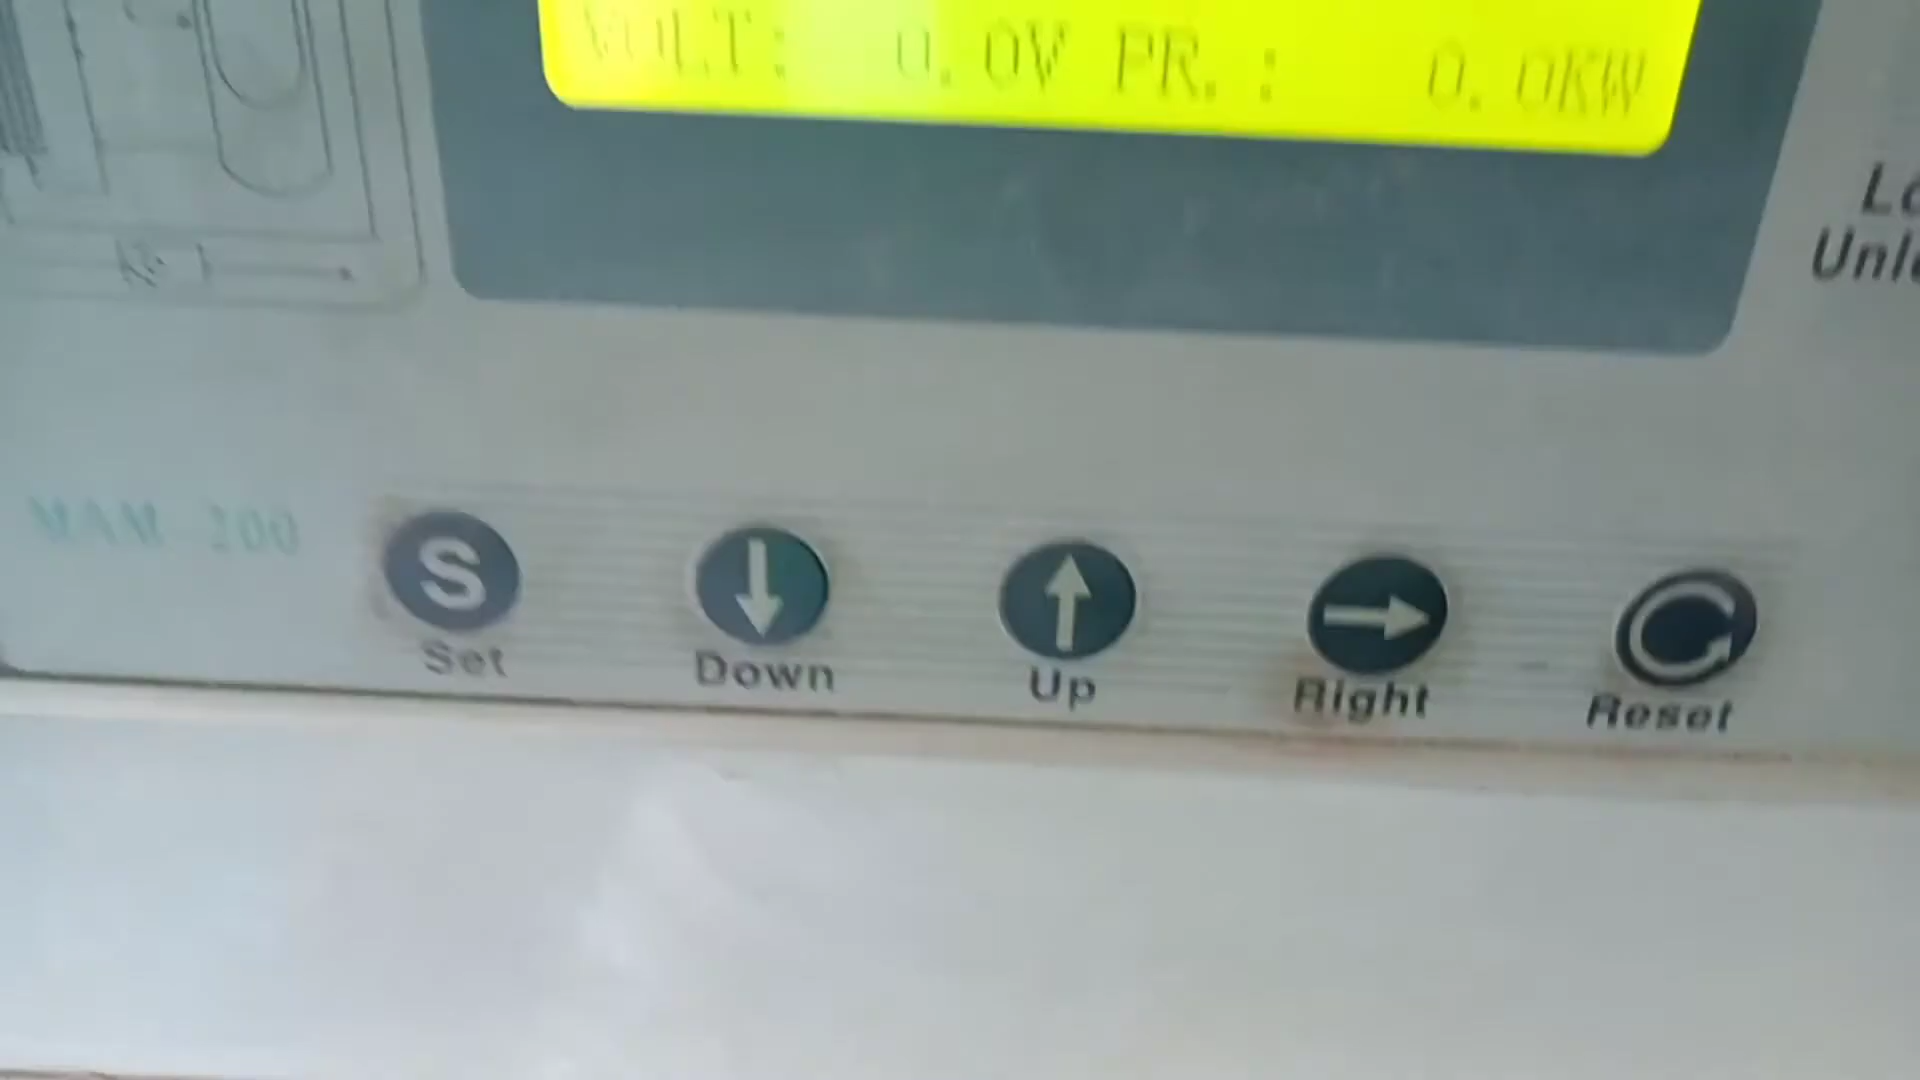 VOLT: 0.0V PR.: 0.0KW
MAM-200
S
Set
Down
Up
Right
Reset